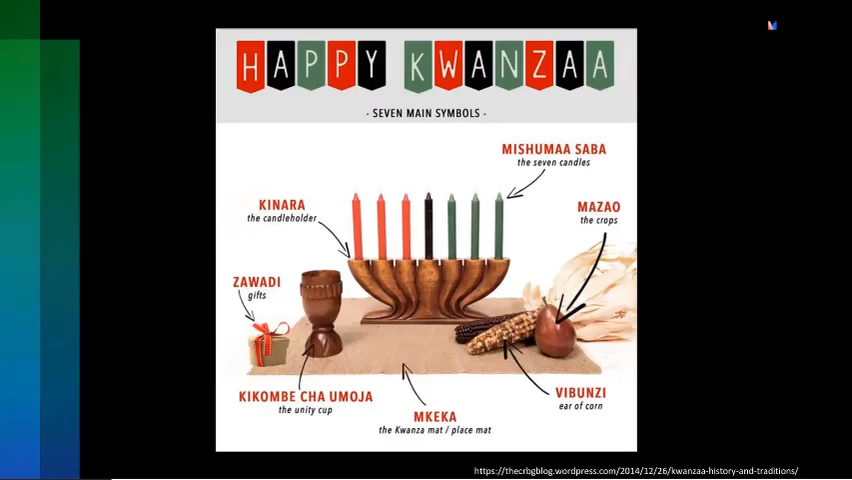 HAPPY KWANZAA
- SEVEN MAIN SYMBOLS -
MISHUMAA SABA
the seven candles
KINARA
the candleholder
MAZAO
the crops
ZAWADI
gifts
KIKOMBE CHA UMOJA
the unity cup
MKEKA
the Kwanza mat / place mat
VIBUNZI
ear of corn
https://thecrbgblog.wordpress.com/2014/12/26/kwanzaa-history-and-traditions/